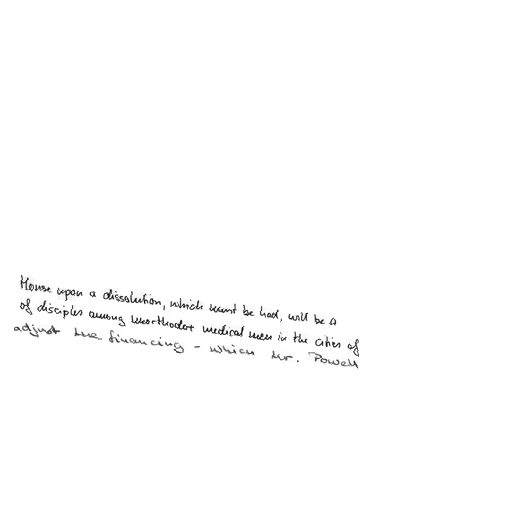 House upon a dissolution, which must be had, will be a
of disciples among unorthodox medical men in the cities of
adjust the financing - which Mr. Powell